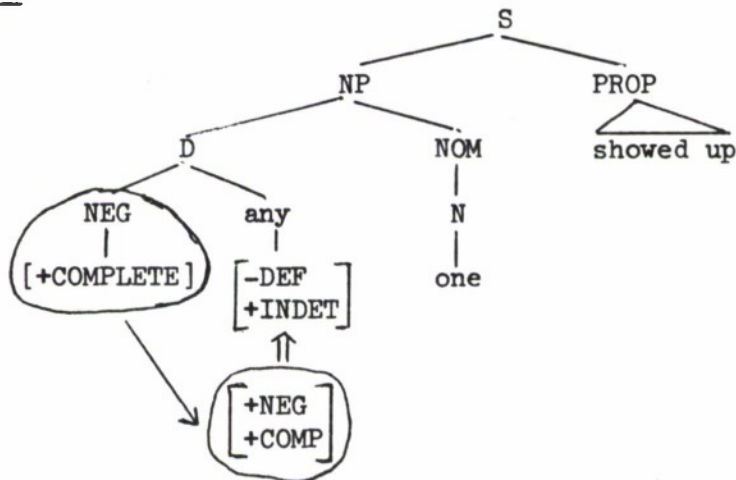 S
NP PROP
D NOM showed up
NEG any N
[+COMPLETE] [-DEF one
+INDET]
⇑
[+NEG
+COMP]